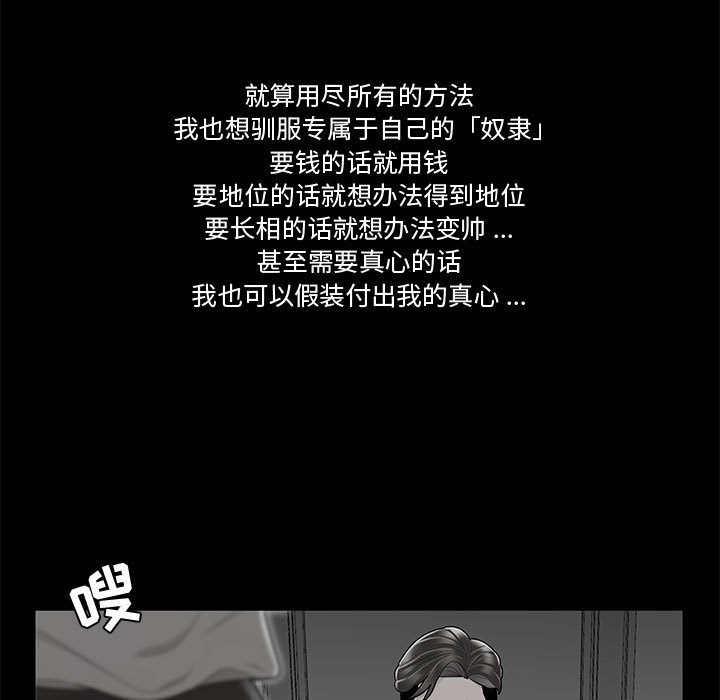 就算用尽所有的方法
我也想驯服专属于自己的「奴隶」
要钱的话就用钱
要地位的话就想办法得到地位
要长相的话就想办法变帅 ...
甚至需要真心的话
我也可以假装付出我的真心 ...
嗖